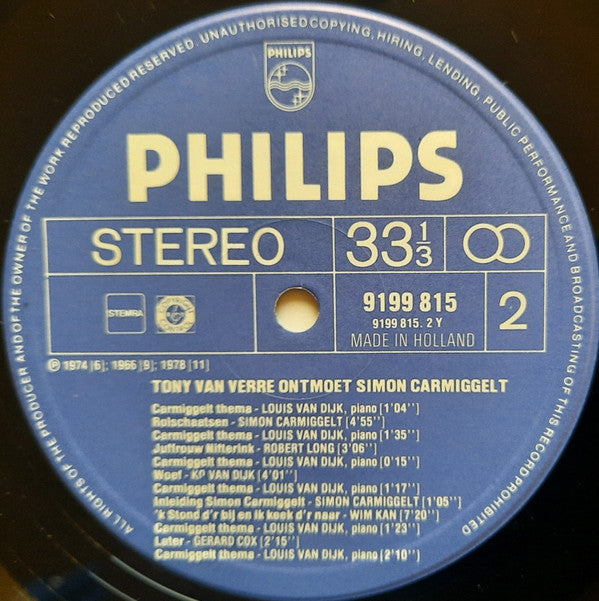 ALL RIGHTS OF THE PRODUCER AND OF THE OWNER OF THE WORK REPRODUCED RESERVED. UNAUTHORISED COPYING, HIRING, LENDING, PUBLIC PERFORMANCE AND BROADCASTING OF THIS RECORD PROHIBITED
PHILIPS
PHILIPS
STEREO
33 1/3
2
9199 815
9199 815. 2 Y
MADE IN HOLLAND
STEMRA
Ⓟ 1974 [6]; 1966 [9]; 1978 [11]
TONY VAN VERRE ONTMOET SIMON CARMIGGELT
Carmiggelt thema - LOUIS VAN DIJK, piano [1'04'']
Rolschaatsen - SIMON CARMIGGELT [4'55'']
Carmiggelt thema - LOUIS VAN DIJK, piano [1'35'']
Juffrouw Nifterink - ROBERT LONG [3'06'']
Carmiggelt thema - LOUIS VAN DIJK, piano [0'15'']
Woef - KP VAN DIJK [4'01'']
Carmiggelt thema - LOUIS VAN DIJK, piano [1'17'']
Inleiding Simon Carmiggelt - SIMON CARMIGGELT [1'05'']
'k Stond d'r bij en ik keek d'r naar - WIM KAN [7'20'']
Carmiggelt thema - LOUIS VAN DIJK, piano [1'23'']
Later - GERARD COX [2'15'']
Carmiggelt thema - LOUIS VAN DIJK, piano [2'10'']